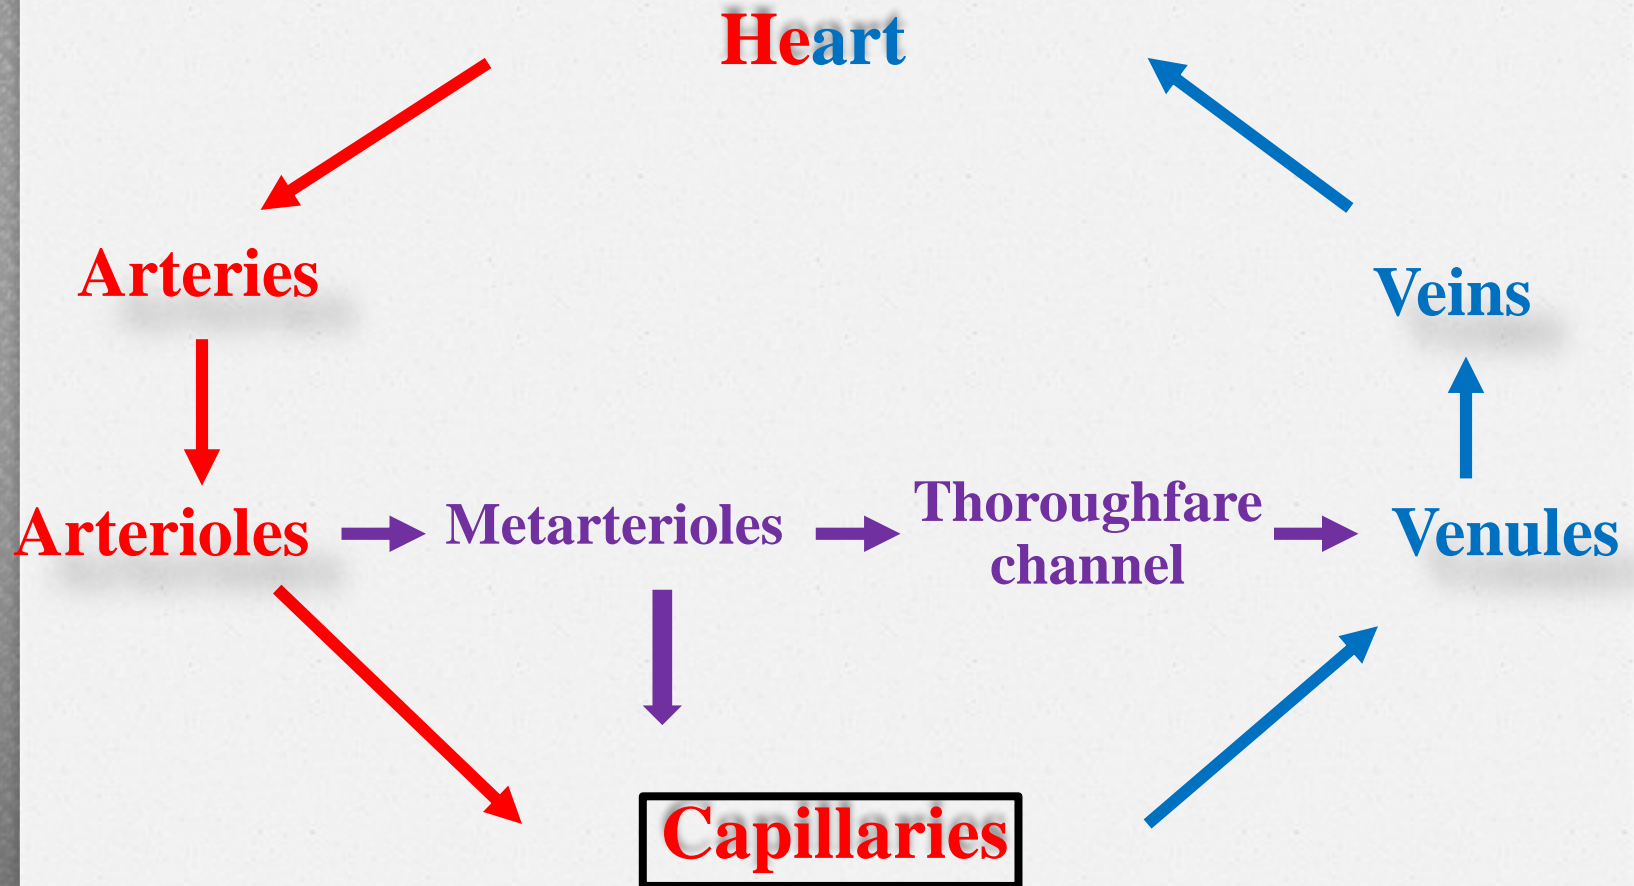 Heart
Arteries
Veins
Arterioles
Metarterioles
Thoroughfare
channel
Venules
Capillaries